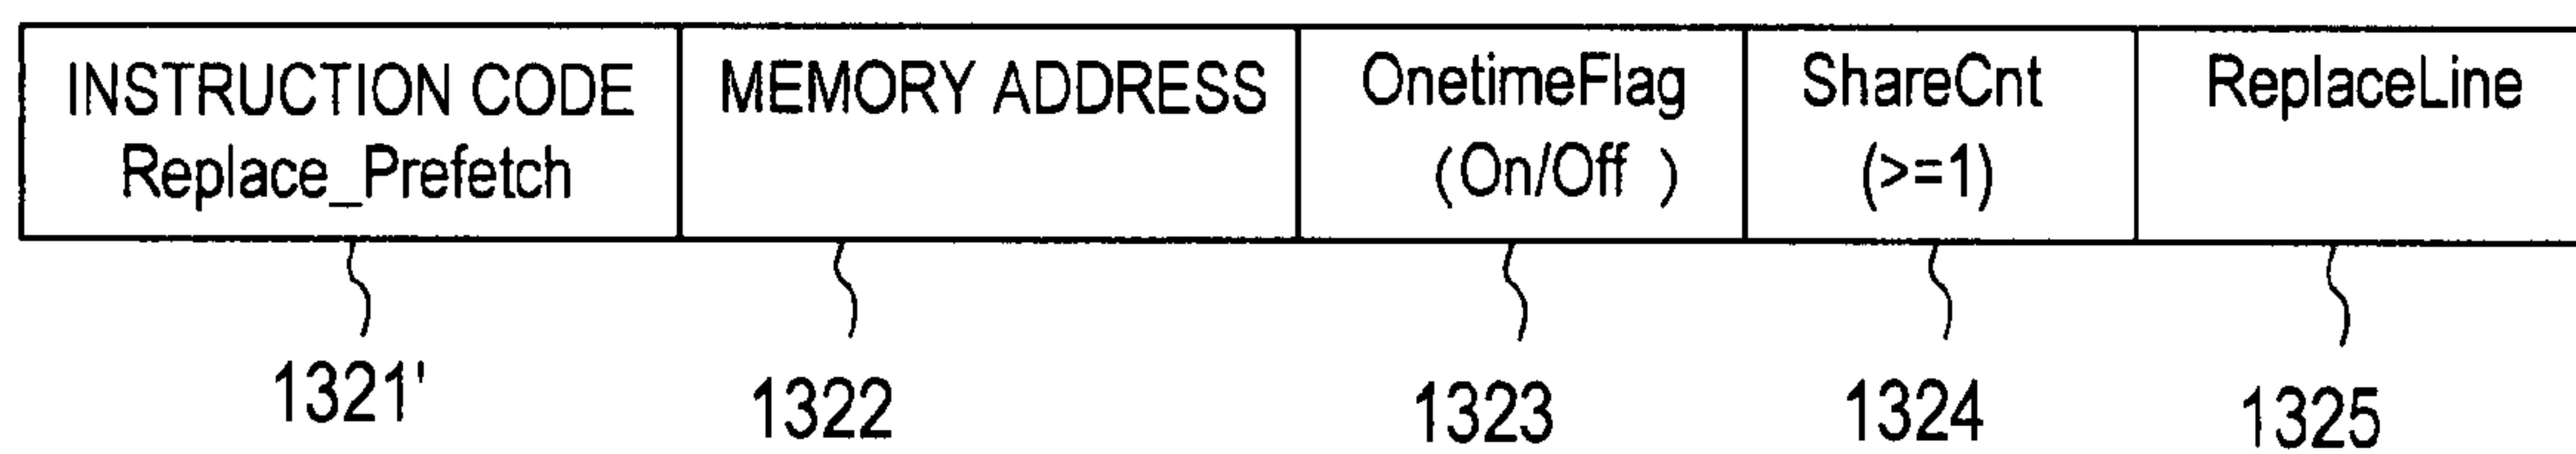 INSTRUCTION CODE
Replace_Prefetch
MEMORY ADDRESS
OnetimeFlag
(On/Off )
ShareCnt
(>=1)
ReplaceLine
1321'
1322
1323
1324
1325